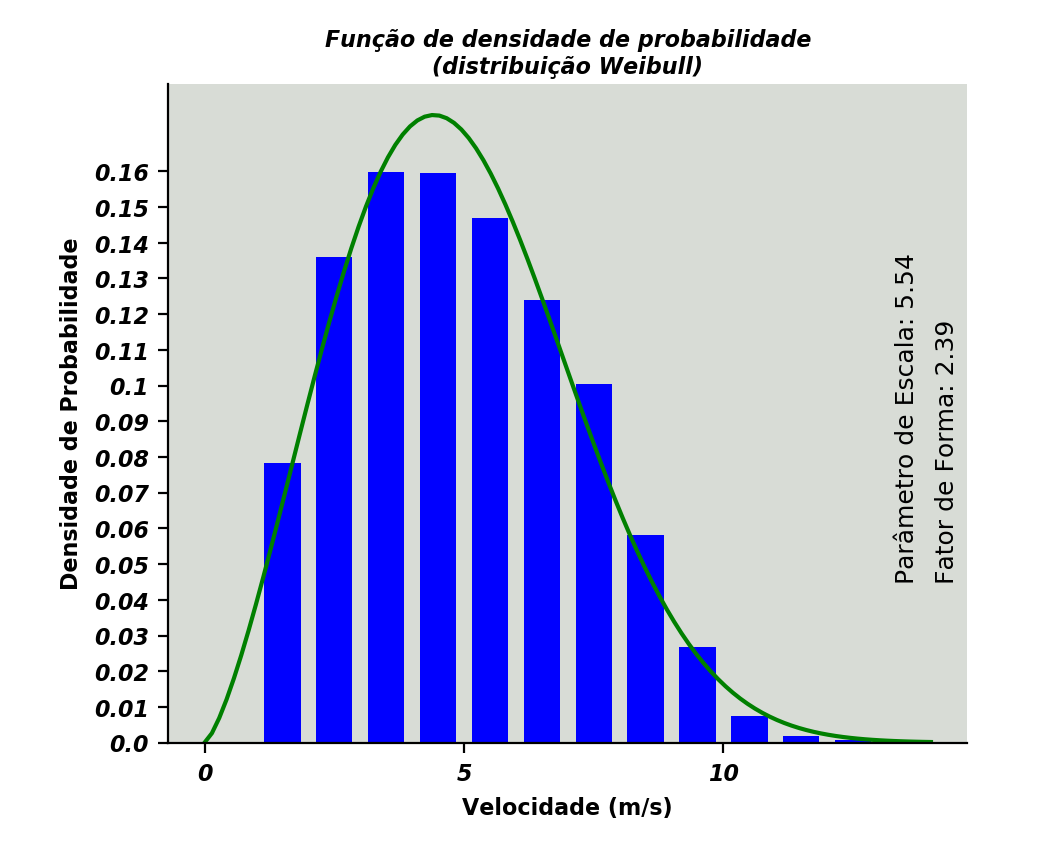 Função de densidade de probabilidade
(distribuição Weibull)
Densidade de Probabilidade
0.16
0.15
0.14
0.13
0.12
0.11
0.1
0.09
0.08
0.07
0.06
0.05
0.04
0.03
0.02
0.01
0.0
Parâmetro de Escala: 5.54
Fator de Forma: 2.39
0 5 10
Velocidade (m/s)